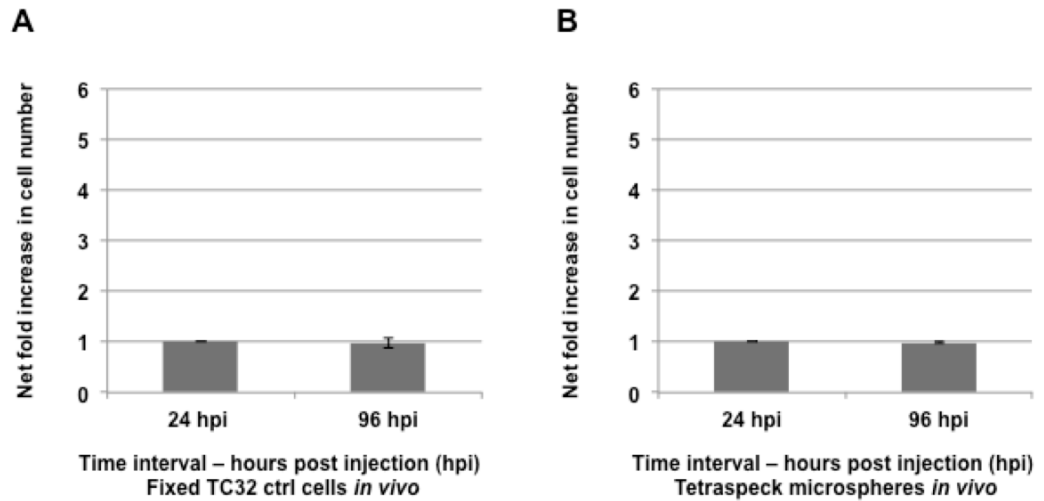 A
Net fold increase in cell number
6
5
4
3
2
1
0
24 hpi 96 hpi
Time interval – hours post injection (hpi)
Fixed TC32 ctrl cells in vivo
B
Net fold increase in cell number
6
5
4
3
2
1
0
24 hpi 96 hpi
Time interval – hours post injection (hpi)
Tetraspeck microspheres in vivo